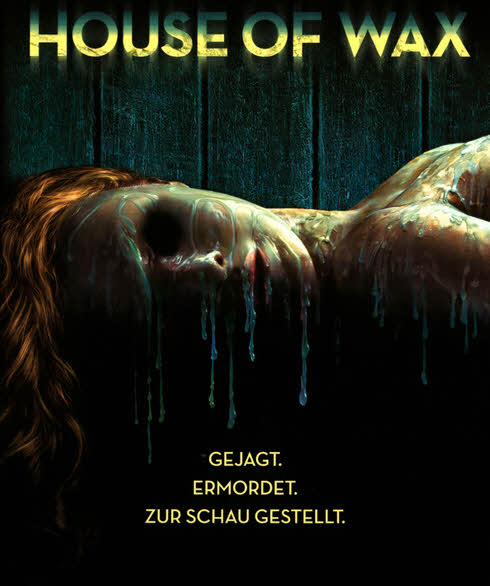 HOUSE OF WAX
GEJAGT.
ERMORDET.
ZUR SCHAU GESTELLT.